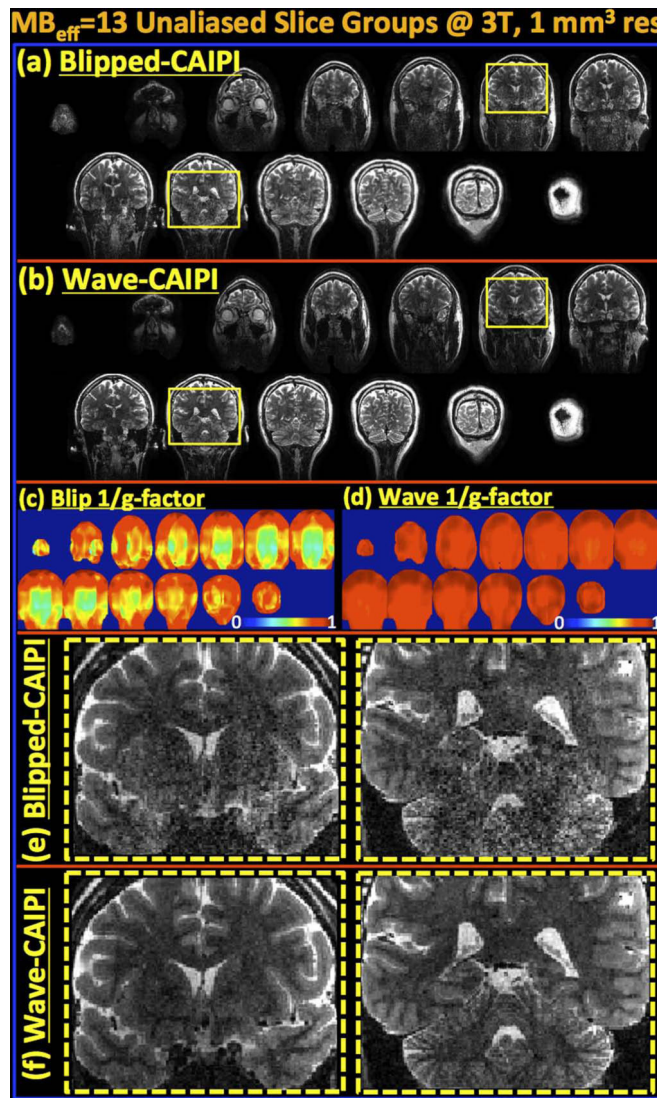 MB_eff=13 Unaliased Slice Groups @ 3T, 1 mm³ res
(a) Blipped-CAIPI
(b) Wave-CAIPI
(c) Blip 1/g-factor
(d) Wave 1/g-factor
0 1
0 1
(e) Blipped-CAIPI
(f) Wave-CAIPI